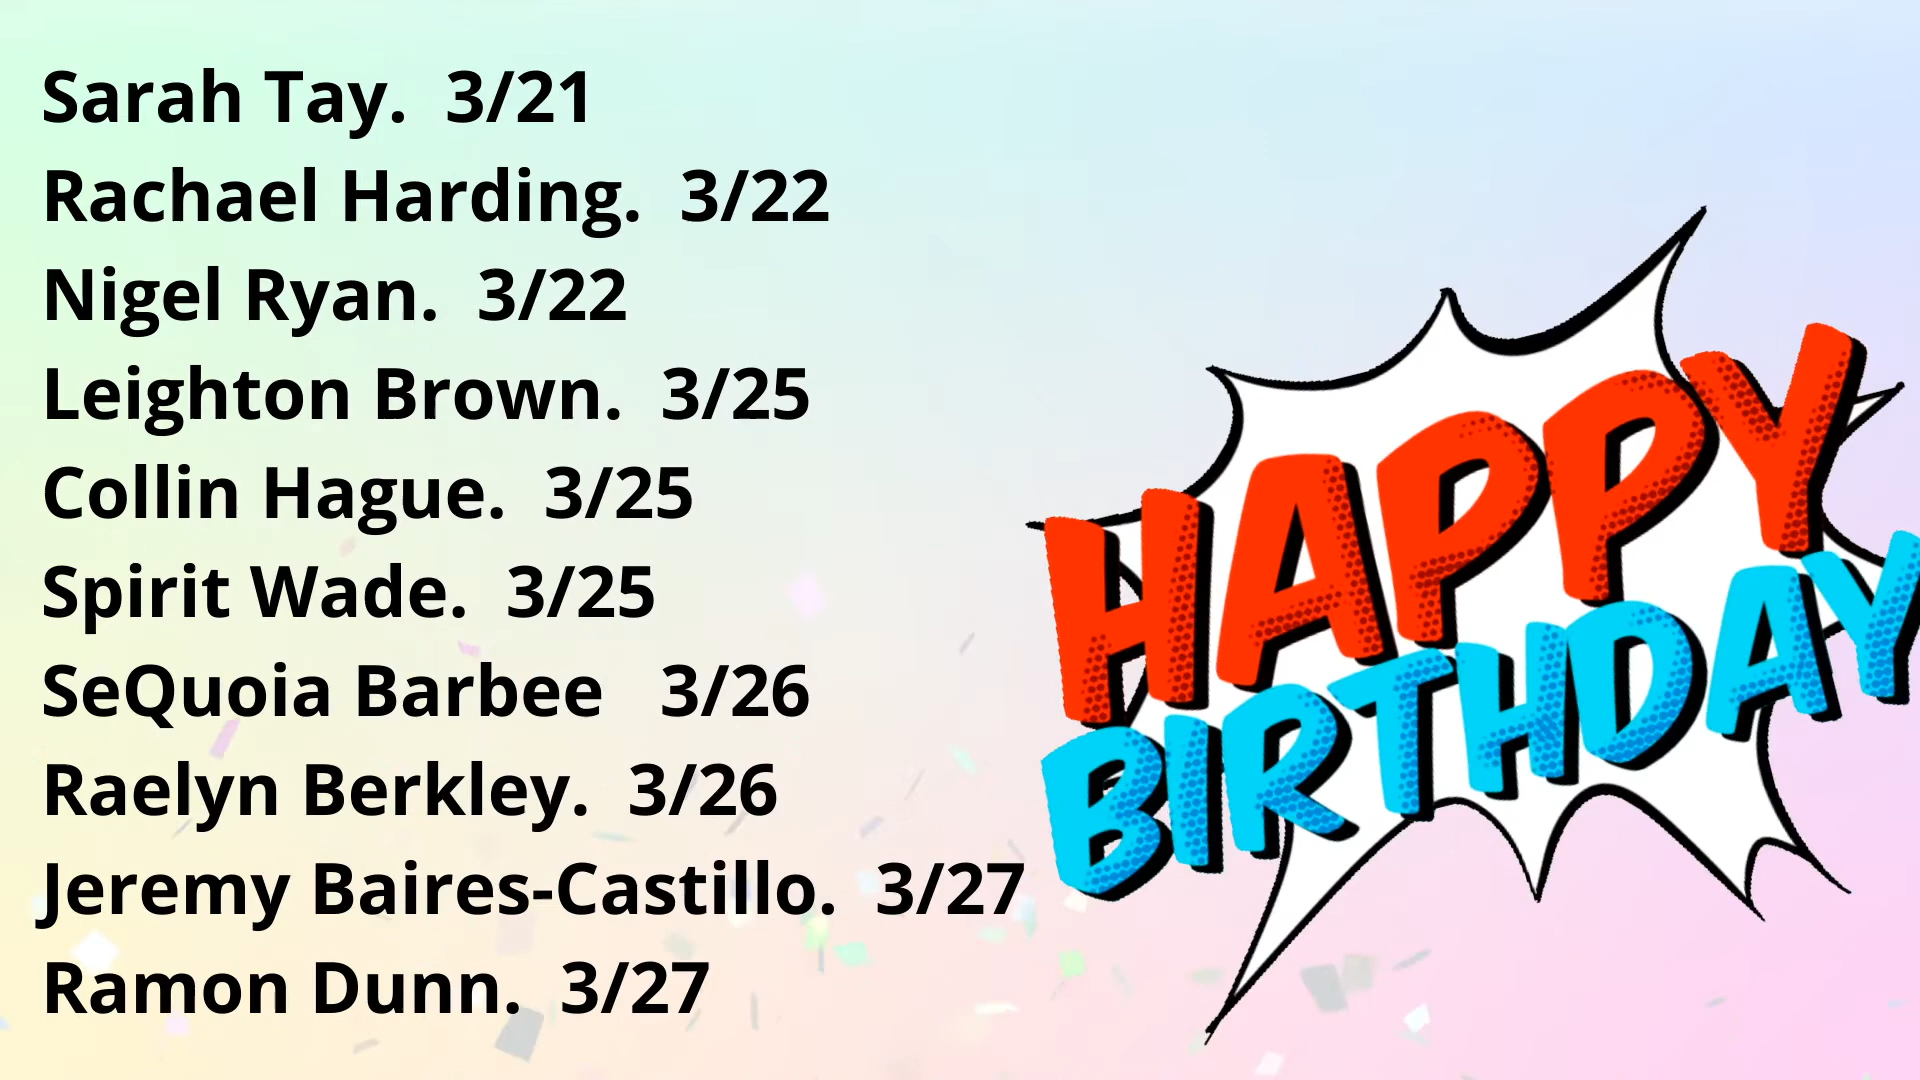 Sarah Tay.  3/21
Rachael Harding.  3/22
Nigel Ryan.  3/22
Leighton Brown.  3/25
Collin Hague.  3/25
Spirit Wade.  3/25
SeQuoia Barbee   3/26
Raelyn Berkley.  3/26
Jeremy Baires-Castillo.  3/27
Ramon Dunn.  3/27
HAPPY
BIRTHDAY